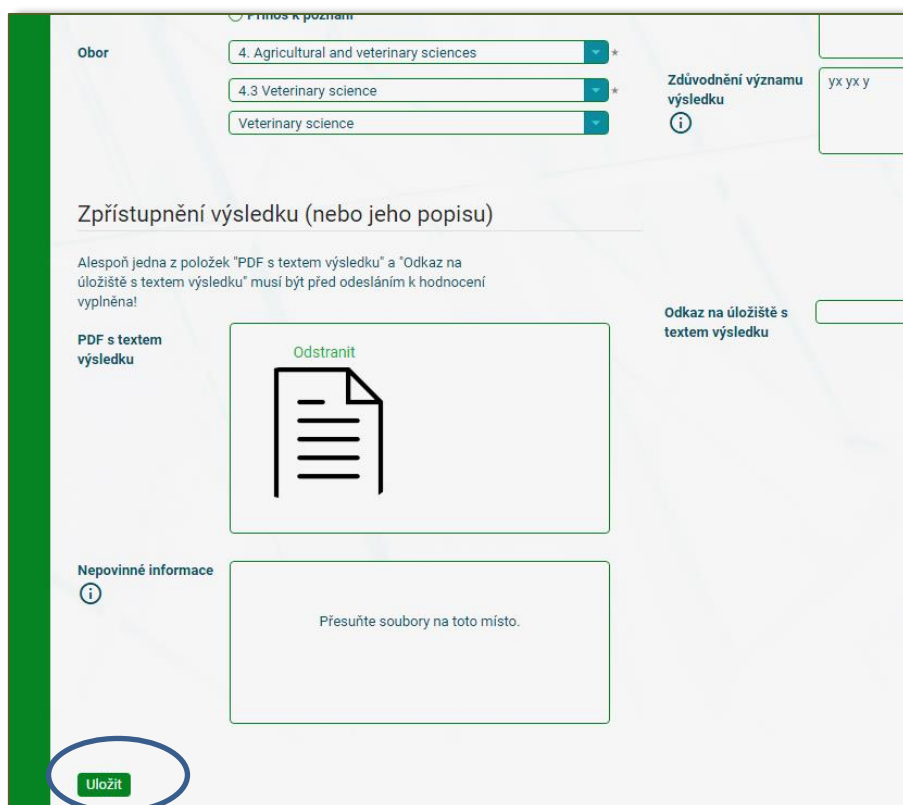 Přínos k poznání
Obor
4. Agricultural and veterinary sciences
*
4.3 Veterinary science
*
Veterinary science
Zdůvodnění významu
výsledku
yx yx y
Zpřístupnění výsledku (nebo jeho popisu)
Alespoň jedna z položek "PDF s textem výsledku" a "Odkaz na
úložiště s textem výsledku" musí být před odesláním k hodnocení
vyplněna!
Odkaz na úložiště s
textem výsledku
PDF s textem
výsledku
Odstranit
Nepovinné informace
Přesuňte soubory na toto místo.
Uložit